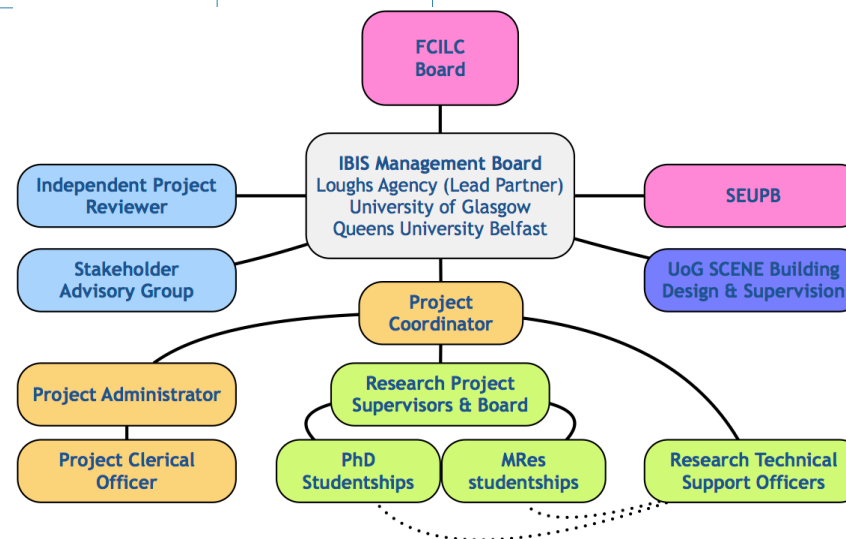 FCILC
Board
IBIS Management Board
Loughs Agency (Lead Partner)
University of Glasgow
Queens University Belfast
Independent Project
Reviewer
SEUPB
Stakeholder
Advisory Group
UoG SCENE Building
Design & Supervision
Project
Coordinator
Project Administrator
Research Project
Supervisors & Board
Project Clerical
Officer
PhD
Studentships
MRes
studentships
Research Technical
Support Officers